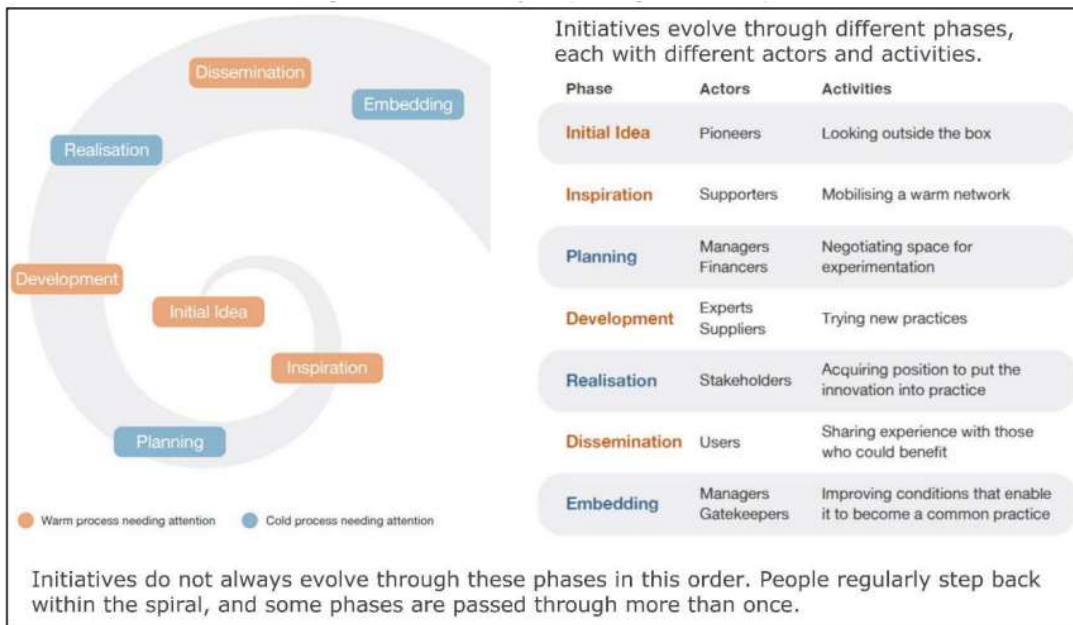 Dissemination
Embedding
Realisation
Development
Initial Idea
Inspiration
Planning
Warm process needing attention
Cold process needing attention
Initiatives evolve through different phases,
each with different actors and activities.
Phase Actors Activities
Initial Idea Pioneers Looking outside the box
Inspiration Supporters Mobilising a warm network
Planning Managers Financers Negotiating space for experimentation
Development Experts Suppliers Trying new practices
Realisation Stakeholders Acquiring position to put the innovation into practice
Dissemination Users Sharing experience with those who could benefit
Embedding Managers Gatekeepers Improving conditions that enable it to become a common practice
Initiatives do not always evolve through these phases in this order. People regularly step back
within the spiral, and some phases are passed through more than once.